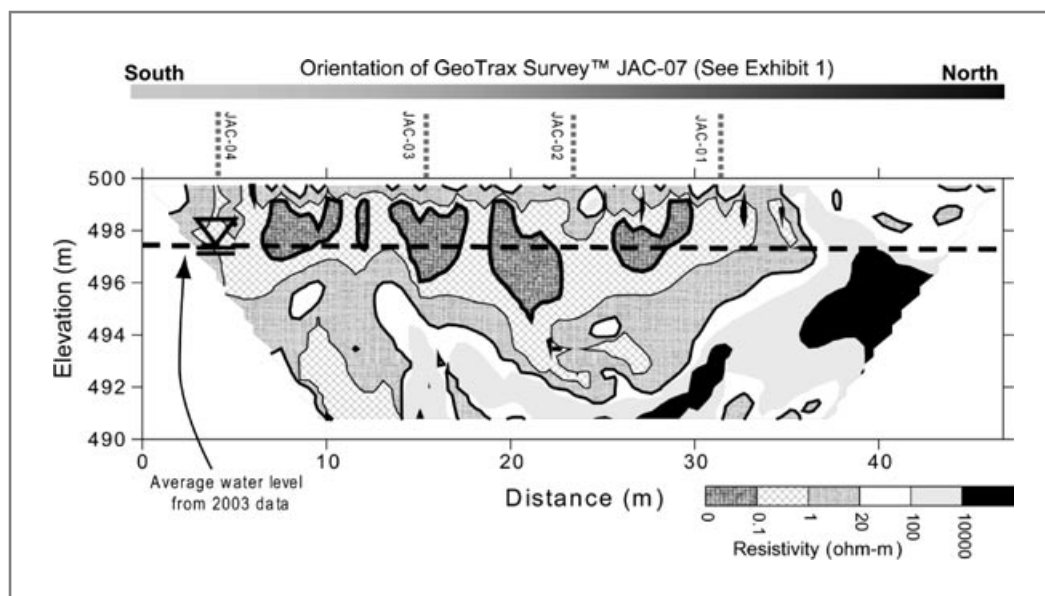 Orientation of GeoTrax Survey™ JAC-07 (See Exhibit 1)
South
North
JAC-04
JAC-03
JAC-02
JAC-01
500
498
496
494
492
490
Elevation (m)
0
10
20
30
40
Distance (m)
Average water level
from 2003 data
0
0.1
1
20
100
10000
Resistivity (ohm-m)